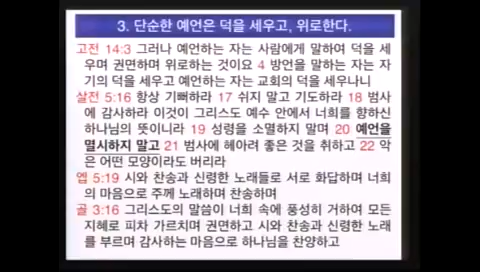 3. 단순한 예언은 덕을 세우고, 위로한다.
고전 14:3 그러나 예언하는 자는 사람에게 말하여 덕을 세
우며 권면하며 위로하는 것이요 4 방언을 말하는 자는 자
기의 덕을 세우고 예언하는 자는 교회의 덕을 세우나니
살전 5:16 항상 기뻐하라 17 쉬지 말고 기도하라 18 범사
에 감사하라 이것이 그리스도 예수 안에서 너희를 향하신
하나님의 뜻이니라 19 성령을 소멸하지 말며 20 예언을
멸시하지 말고 21 범사에 헤아려 좋은 것을 취하고 22 악
은 어떤 모양이라도 버리라
엡 5:19 시와 찬송과 신령한 노래들로 서로 화답하며 너희
의 마음으로 주께 노래하며 찬송하며
골 3:16 그리스도의 말씀이 너희 속에 풍성히 거하여 모든
지혜로 피차 가르치며 권면하고 시와 찬송과 신령한 노래
를 부르며 감사하는 마음으로 하나님을 찬양하고